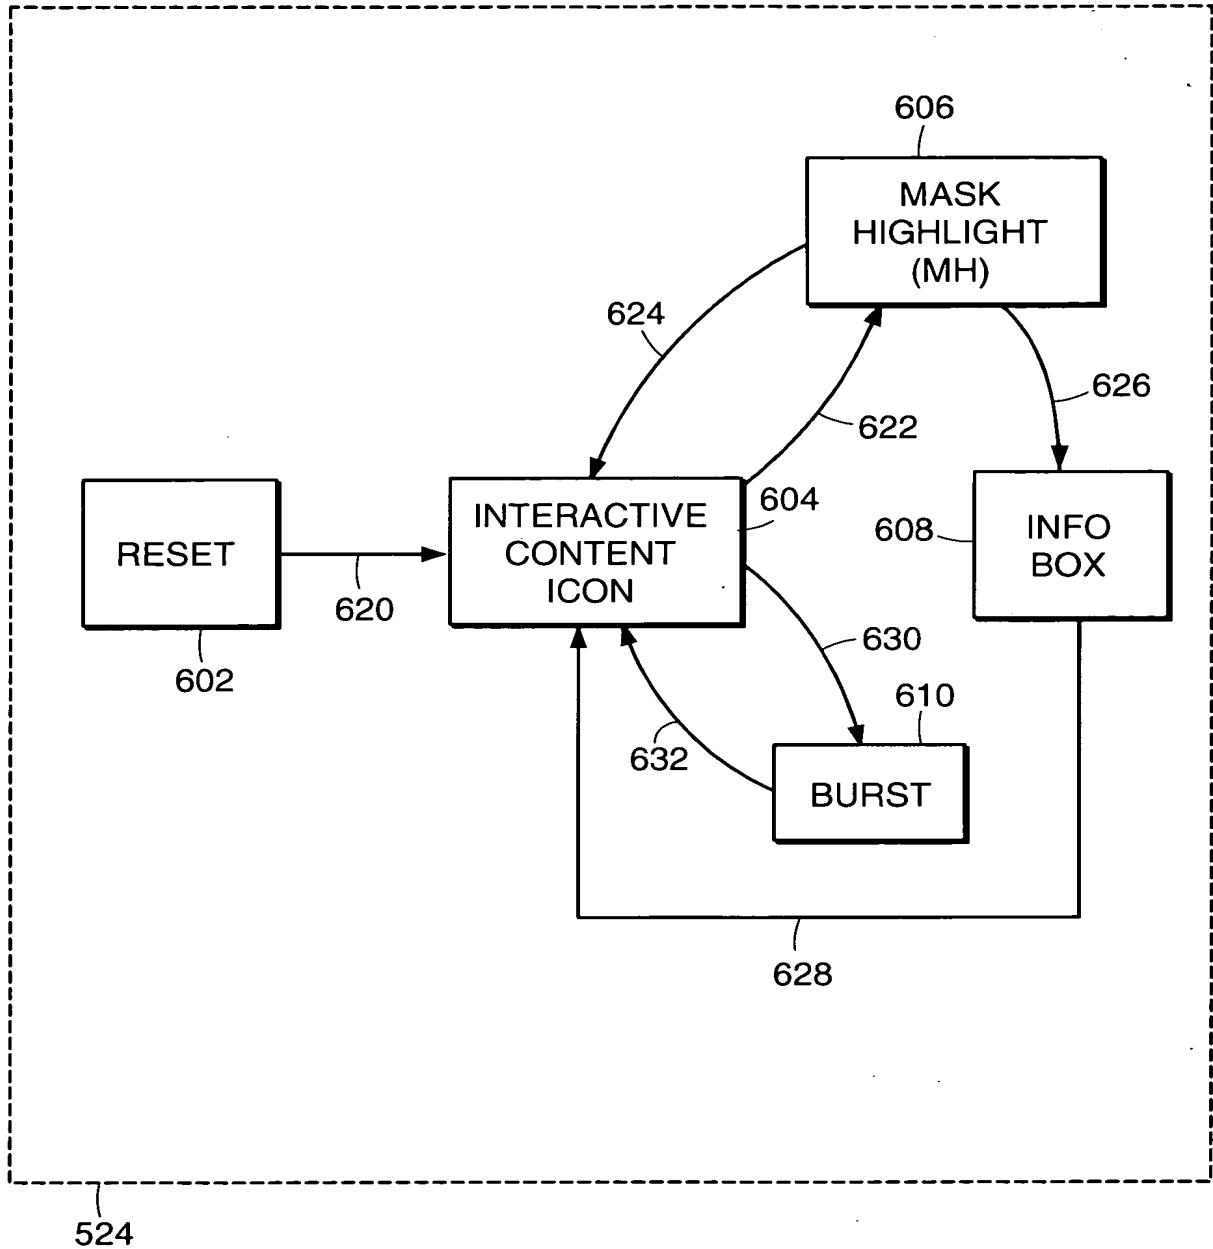 606
MASK
HIGHLIGHT
(MH)
624
626
622
604
INTERACTIVE
CONTENT
ICON
608
INFO
BOX
RESET
620
602
630
610
632
BURST
628
524